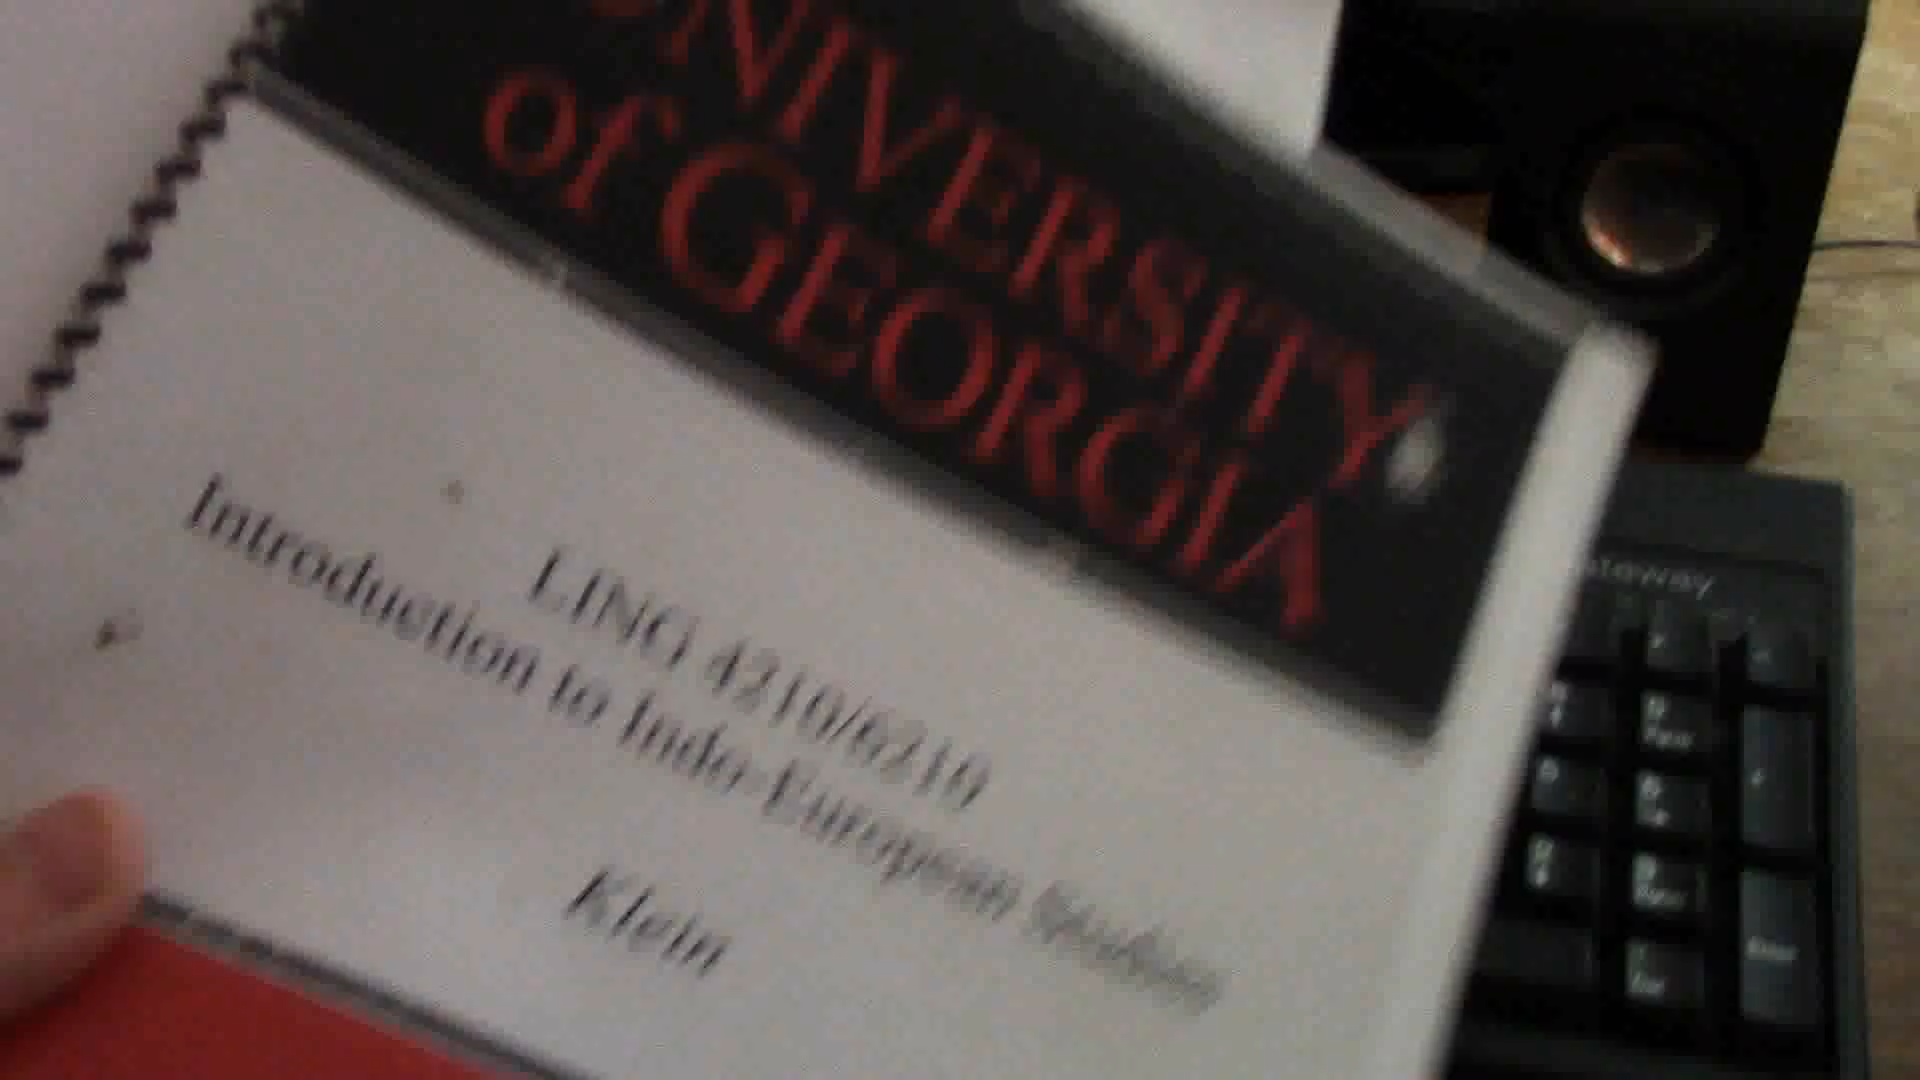 UNIVERSITY
of GEORGIA
LING 4210/6210
Introduction to Indo-European Studies
Klein